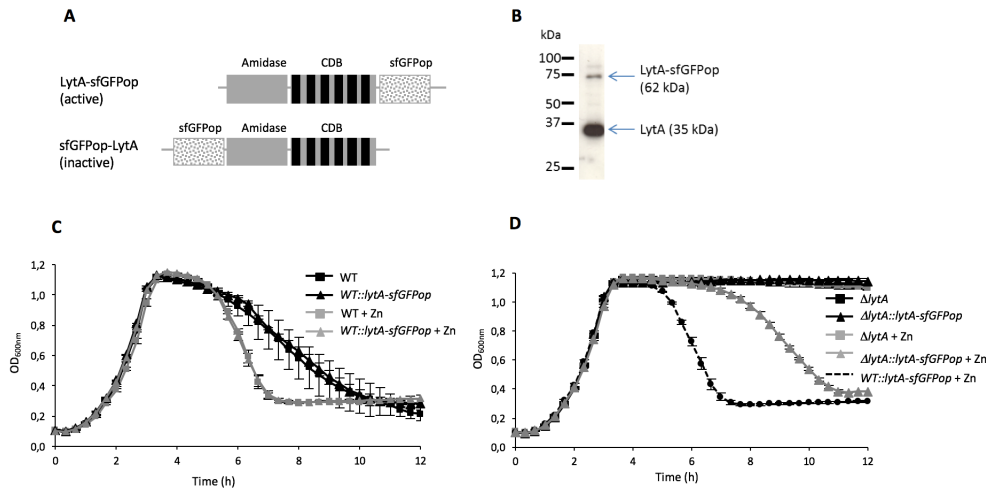 A
Amidase CDB sfGFPop
LytA-sfGFPop
(active)
sfGFPop Amidase CDB
sfGFPop-LytA
(inactive)
B
kDa
100
75
50
37
25
LytA-sfGFPop
(62 kDa)
LytA (35 kDa)
C
1,2
1,0
0,8
0,6
0,4
0,2
0,0
OD600nm
0 2 4 6 8 10 12
Time (h)
WT
WT::lytA-sfGFPop
WT + Zn
WT::lytA-sfGFPop + Zn
D
1,2
1,0
0,8
0,6
0,4
0,2
0,0
OD600nm
0 2 4 6 8 10 12
Time (h)
ΔlytA
ΔlytA::lytA-sfGFPop
ΔlytA + Zn
ΔlytA::lytA-sfGFPop + Zn
WT::lytA-sfGFPop + Zn